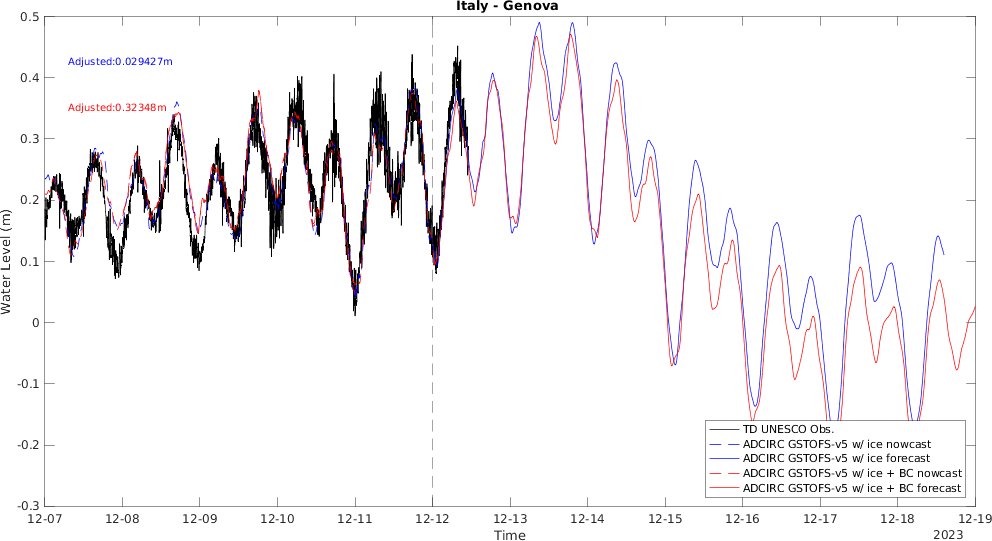 Italy - Genova
Adjusted:0.029427m
Adjusted:0.32348m
Water Level (m)
0.5
0.4
0.3
0.2
0.1
0
-0.1
-0.2
-0.3
12-07 12-08 12-09 12-10 12-11 12-12 12-13 12-14 12-15 12-16 12-17 12-18 12-19
Time
2023
TD UNESCO Obs.
ADCIRC GSTOFS-v5 w/ ice nowcast
ADCIRC GSTOFS-v5 w/ ice forecast
ADCIRC GSTOFS-v5 w/ ice + BC nowcast
ADCIRC GSTOFS-v5 w/ ice + BC forecast